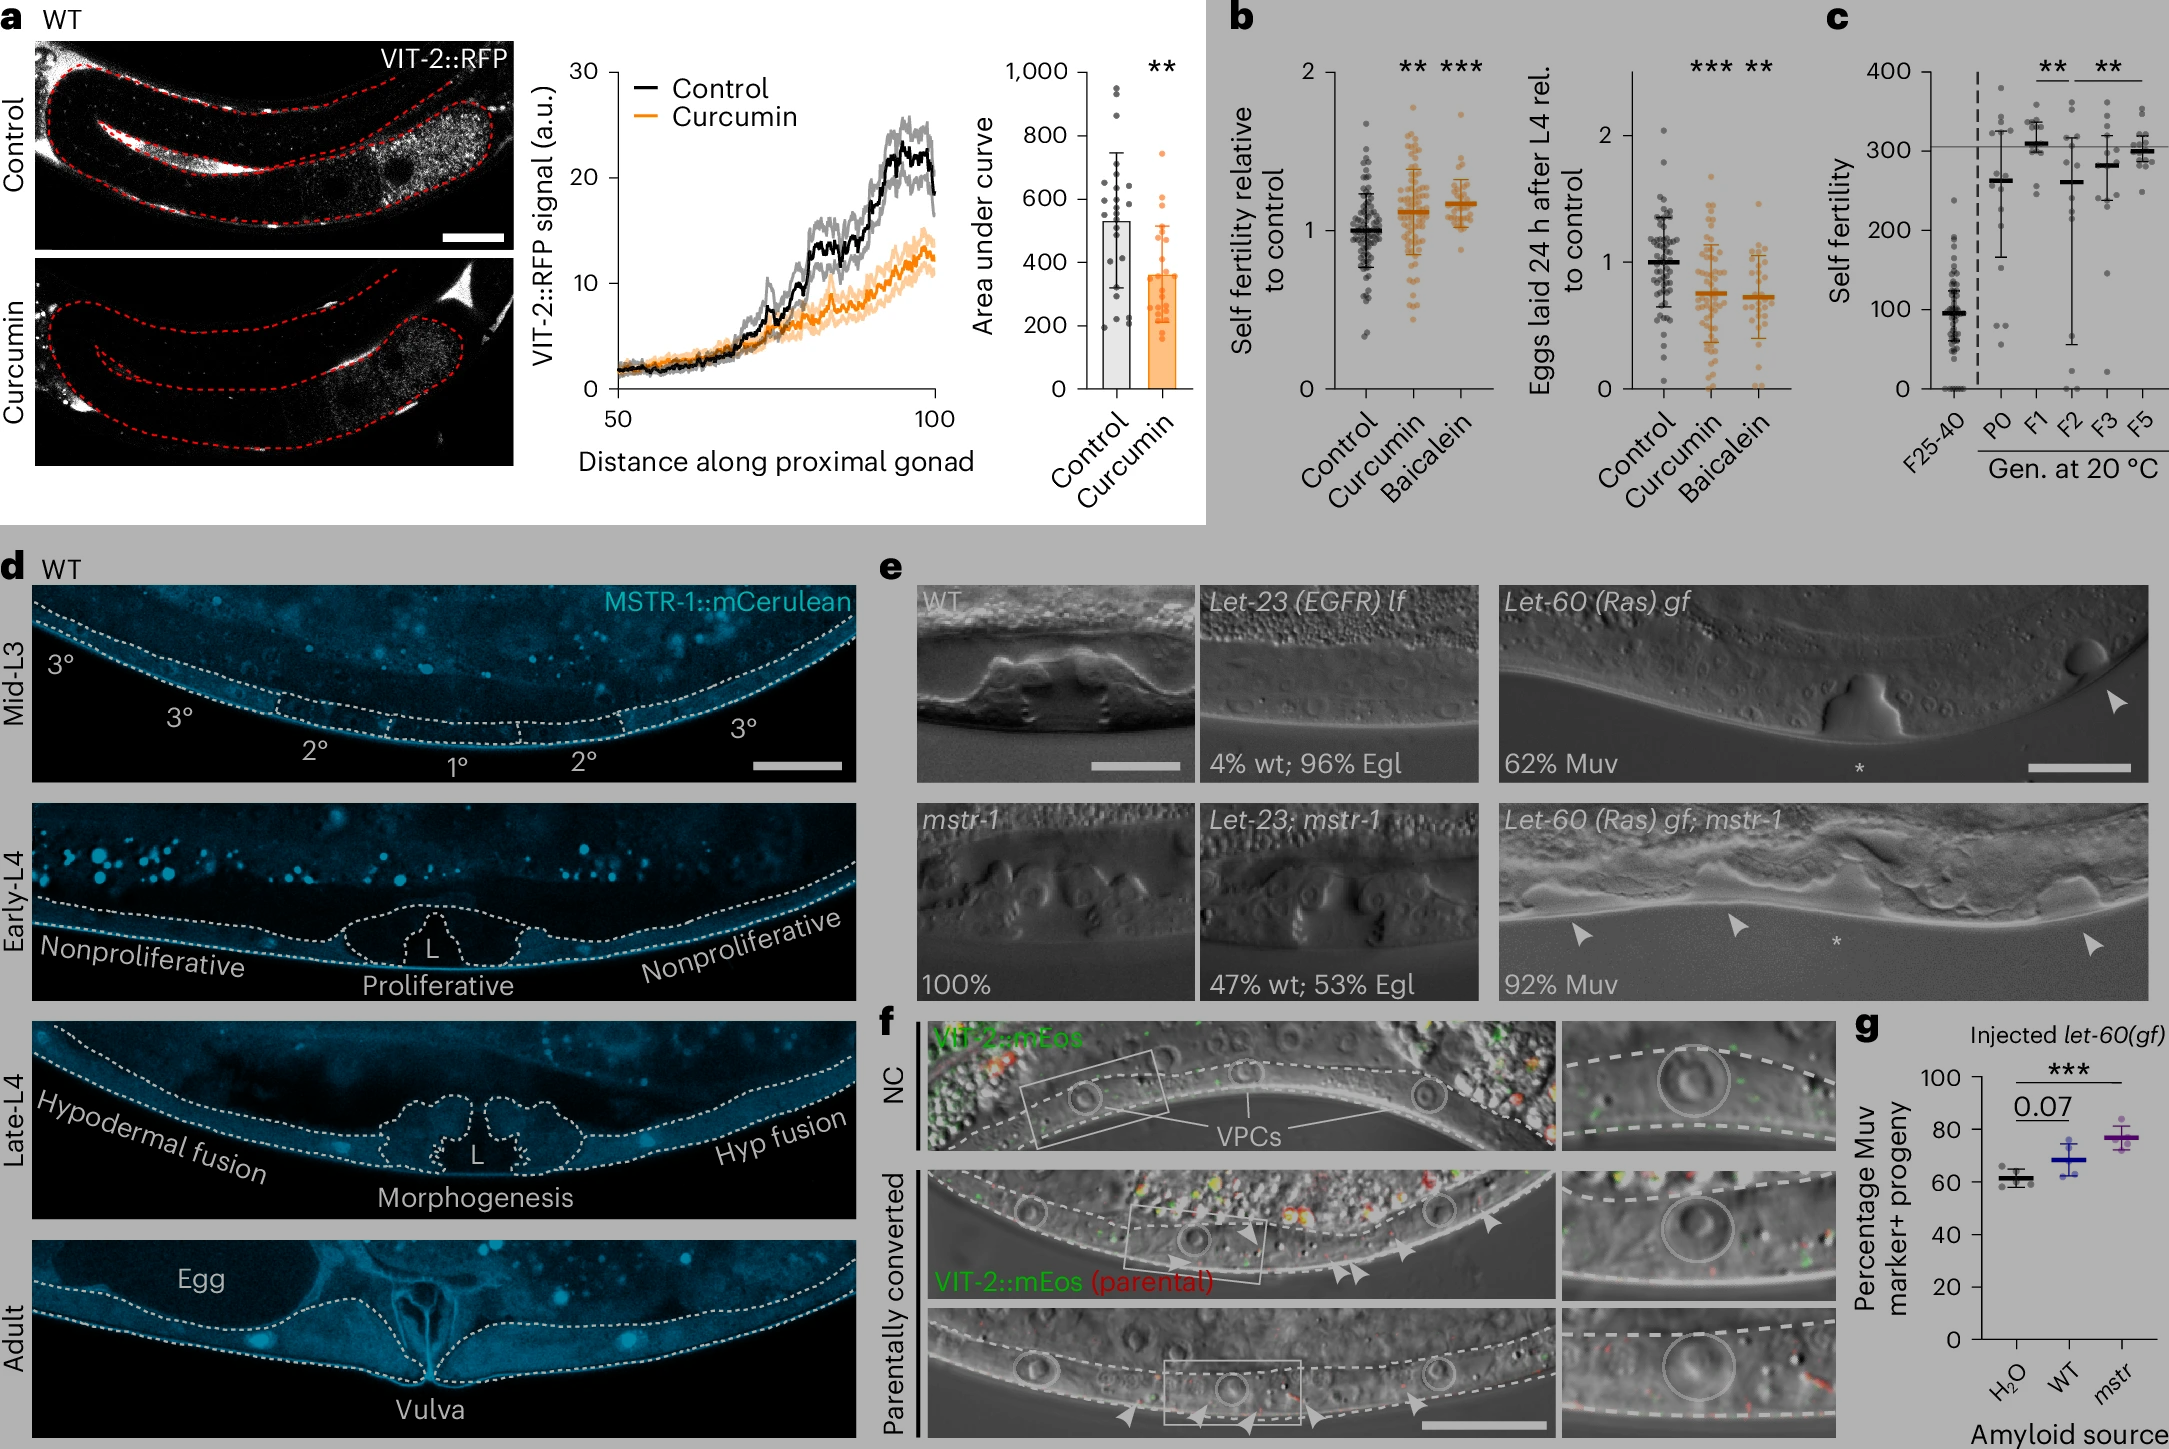 a WT
Control
VIT-2::RFP
Curcumin
VIT-2::RFP signal (a.u.)
30
20
10
0
Control
Curcumin
50
100
Distance along proximal gonad
Area under curve
1,000
800
600
400
200
0
**
Control
Curcumin
b
Self fertility relative
to control
2
1
0
** ***
Control
Curcumin
Baicalein
Eggs laid 24 h after L4 rel.
to control
2
1
0
*** **
Control
Curcumin
Baicalein
c
Self fertility
400
300
200
100
0
** **
F25-40
P0
F1
F2
F3
F5
Gen. at 20 °C
d WT
Mid-L3
MSTR-1::mCerulean
3°
3°
2°
1°
2°
3°
Early-L4
Nonproliferative
L
Proliferative
Nonproliferative
Late-L4
Hypodermal fusion
L
Morphogenesis
Hyp fusion
Adult
Egg
Vulva
e
WT
Let-23 (EGFR) lf
4% wt; 96% Egl
Let-60 (Ras) gf
62% Muv
*
mstr-1
100%
Let-23; mstr-1
47% wt; 53% Egl
Let-60 (Ras) gf; mstr-1
92% Muv
*
f
NC
VIT-2::mEos
VPCs
Parentally converted
VIT-2::mEos (parental)
g
Injected let-60(gf)
***
0.07
Percentage Muv
marker+ progeny
100
80
60
40
20
0
H₂O
WT
mstr
Amyloid source